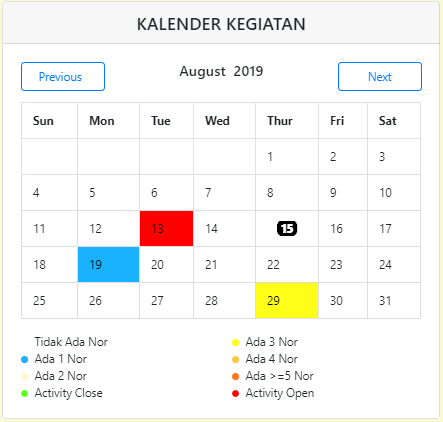 KALENDER KEGIATAN
Previous August 2019 Next
Sun Mon Tue Wed Thur Fri Sat
1 2 3
4 5 6 7 8 9 10
11 12 13 14 15 16 17
18 19 20 21 22 23 24
25 26 27 28 29 30 31
Tidak Ada Nor Ada 3 Nor
Ada 1 Nor Ada 4 Nor
Ada 2 Nor Ada >=5 Nor
Activity Close Activity Open